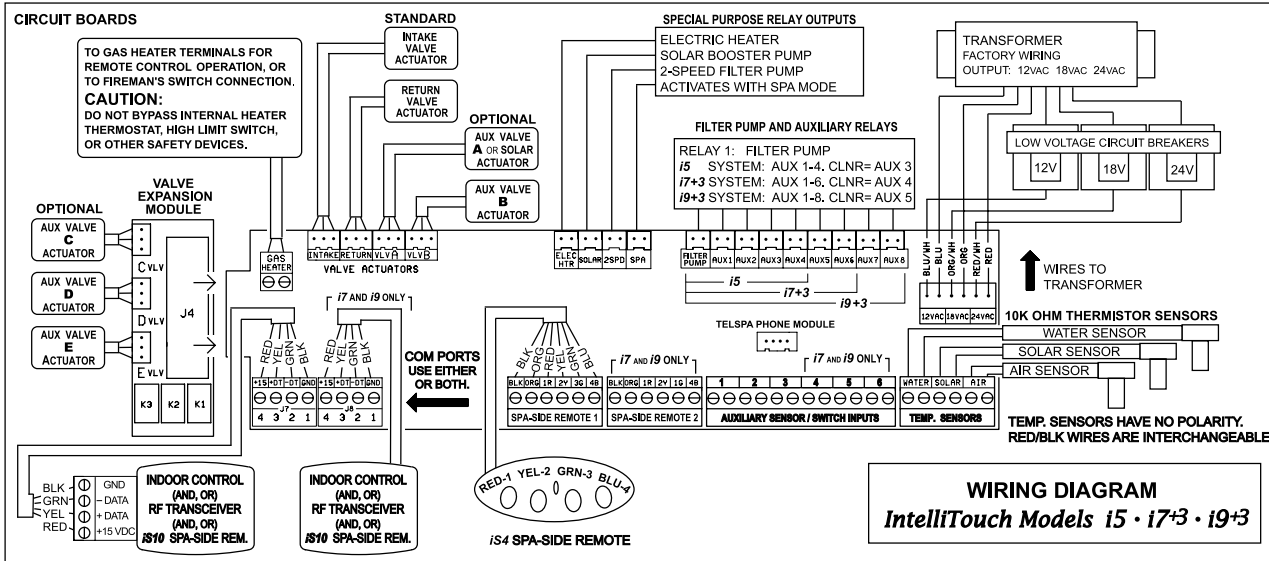 CIRCUIT BOARDS
TO GAS HEATER TERMINALS FOR
REMOTE CONTROL OPERATION, OR
TO FIREMAN'S SWITCH CONNECTION.
CAUTION:
DO NOT BYPASS INTERNAL HEATER
THERMOSTAT, HIGH LIMIT SWITCH,
OR OTHER SAFETY DEVICES.
STANDARD
INTAKE
VALVE
ACTUATOR
RETURN
VALVE
ACTUATOR
OPTIONAL
AUX VALVE
A OR SOLAR
ACTUATOR
AUX VALVE
B
ACTUATOR
SPECIAL PURPOSE RELAY OUTPUTS
ELECTRIC HEATER
SOLAR BOOSTER PUMP
2-SPEED FILTER PUMP
ACTIVATES WITH SPA MODE
FILTER PUMP AND AUXILIARY RELAYS
RELAY 1: FILTER PUMP
i5 SYSTEM: AUX 1-4. CLNR= AUX 3
i7+3 SYSTEM: AUX 1-6. CLNR= AUX 4
i9+3 SYSTEM: AUX 1-8. CLNR= AUX 5
TRANSFORMER
FACTORY WIRING
OUTPUT: 12VAC 18VAC 24VAC
LOW VOLTAGE CIRCUIT BREAKERS
12V 18V 24V
VALVE
EXPANSION
MODULE
OPTIONAL
AUX VALVE
C
ACTUATOR
AUX VALVE
D
ACTUATOR
AUX VALVE
E
ACTUATOR
C VLV
D VLV
E VLV
J4
K3 K2 K1
GAS
HEATER
INTAKE RETURN VLVA VLVB
VALVE ACTUATORS
ELEC
HTR SOLAR 2SPD SPA
FILTER
PUMP AUX1 AUX2 AUX3 AUX4 AUX5 AUX6 AUX7 AUX8
i5
i7+3
i9+3
BLU/WH BLU ORG/WH ORG RED/WH RED
12VAC 18VAC 24VAC
WIRES TO
TRANSFORMER
10K OHM THERMISTOR SENSORS
WATER SENSOR
SOLAR SENSOR
AIR SENSOR
TEMP. SENSORS HAVE NO POLARITY.
RED/BLK WIRES ARE INTERCHANGEABLE
TELSPA PHONE MODULE
i7 AND i9 ONLY
RED YEL GRN BLK
RED YEL GRN BLK
+15 +DT -DT GND
J7
4 3 2 1
+15 +DT -DT GND
J8
4 3 2 1
COM PORTS
USE EITHER
OR BOTH.
BLK ORG RED YEL GRN BLU
BLK ORG 1R 2Y 3G 4B
SPA-SIDE REMOTE 1
i7 AND i9 ONLY
BLK ORG 1R 2Y 1G 4B
SPA-SIDE REMOTE 2
i7 AND i9 ONLY
1 2 3 4 5 6
AUXILIARY SENSOR / SWITCH INPUTS
WATER SOLAR AIR
TEMP. SENSORS
BLK GND
GRN - DATA
YEL + DATA
RED +15 VDC
INDOOR CONTROL
(AND, OR)
RF TRANSCEIVER
(AND, OR)
iS10 SPA-SIDE REM.
INDOOR CONTROL
(AND, OR)
RF TRANSCEIVER
(AND, OR)
iS10 SPA-SIDE REM.
RED-1 YEL-2 GRN-3 BLU-4
iS4 SPA-SIDE REMOTE
WIRING DIAGRAM
IntelliTouch Models i5 · i7+3 · i9+3